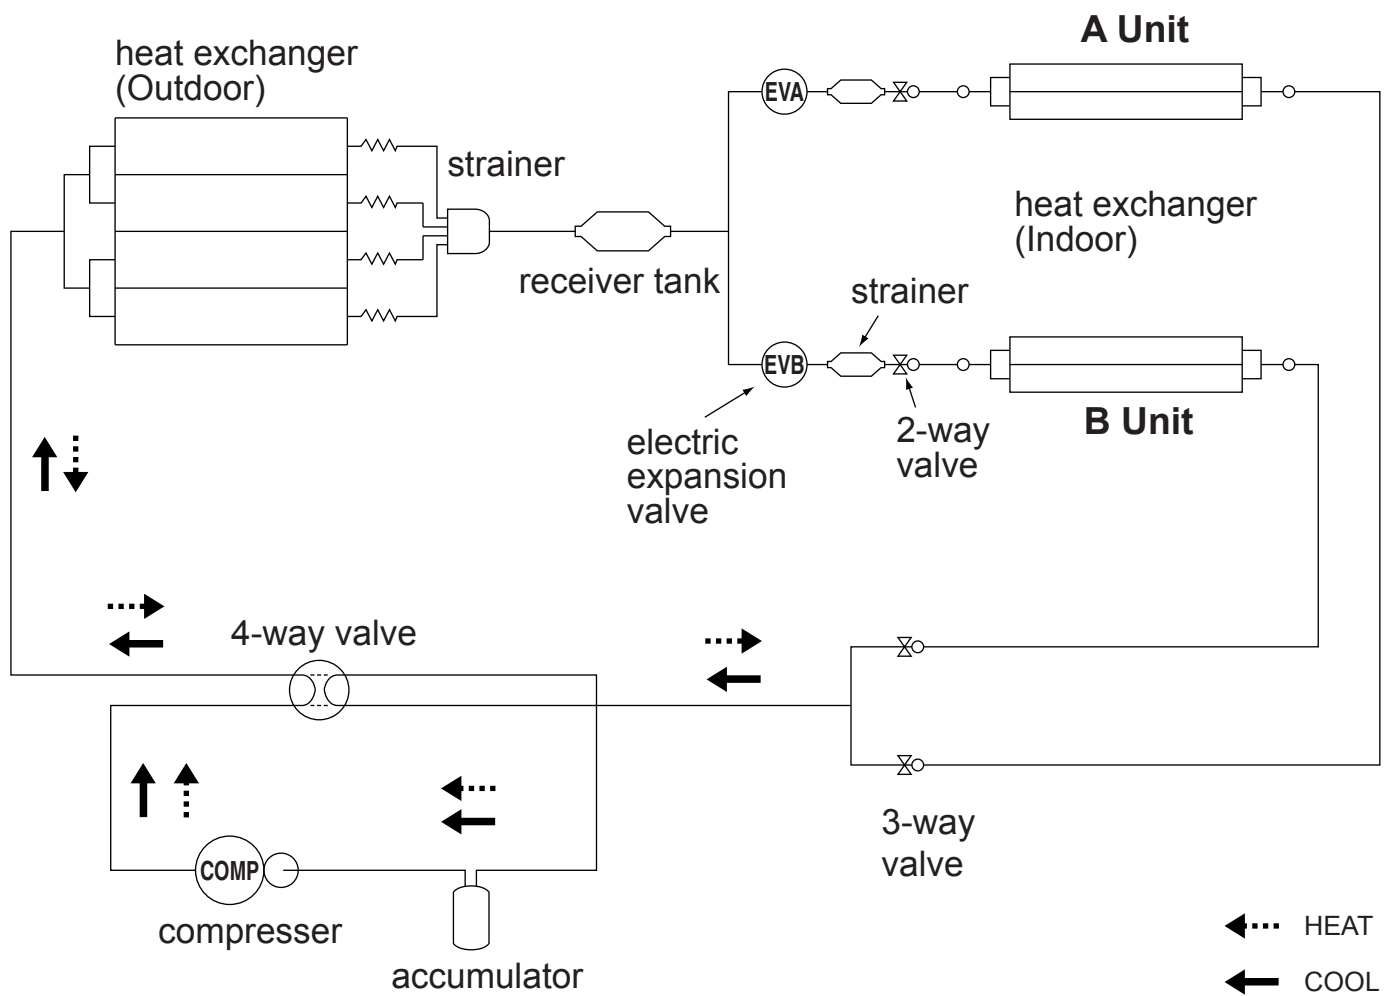 A Unit
heat exchanger
(Outdoor)
EVA
strainer
heat exchanger
(Indoor)
receiver tank
strainer
EVB
B Unit
2-way
valve
electric
expansion
valve
4-way valve
3-way
valve
COMP
compresser
accumulator
HEAT
COOL